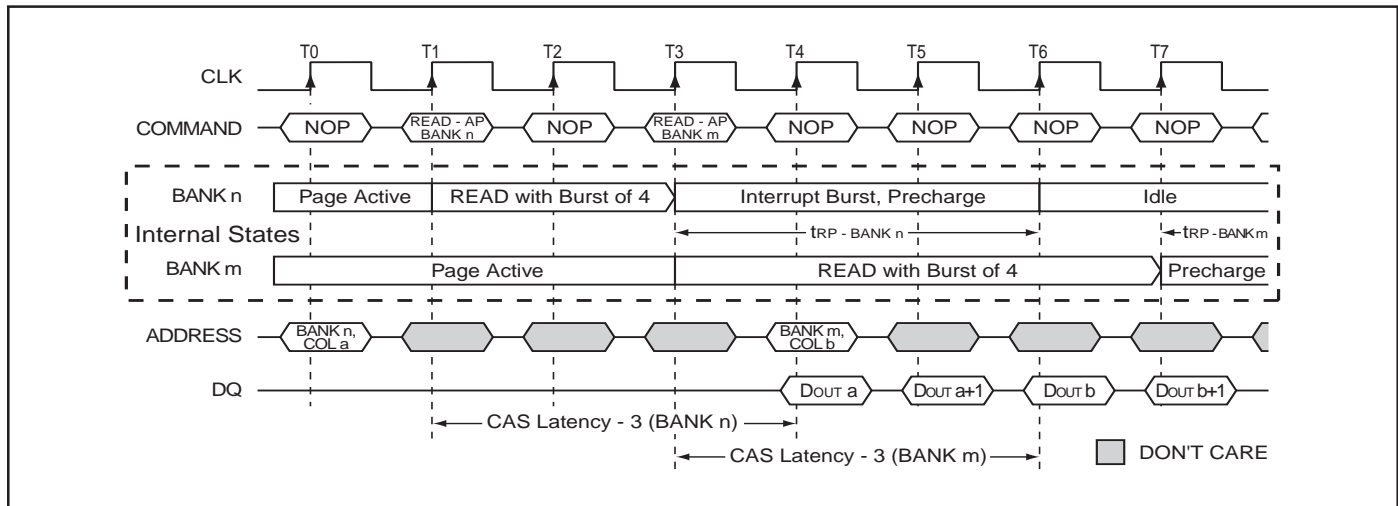 T0 T1 T2 T3 T4 T5 T6 T7
CLK
COMMAND NOP READ - AP BANK n NOP READ - AP BANK m NOP NOP NOP NOP
BANK n Page Active READ with Burst of 4 Interrupt Burst, Precharge Idle
Internal States tRP - BANK n tRP - BANK m
BANK m Page Active READ with Burst of 4 Precharge
ADDRESS BANK n, COL a BANK m, COL b
DQ DOUT a DOUT a+1 DOUT b DOUT b+1
CAS Latency - 3 (BANK n)
CAS Latency - 3 (BANK m) DON'T CARE